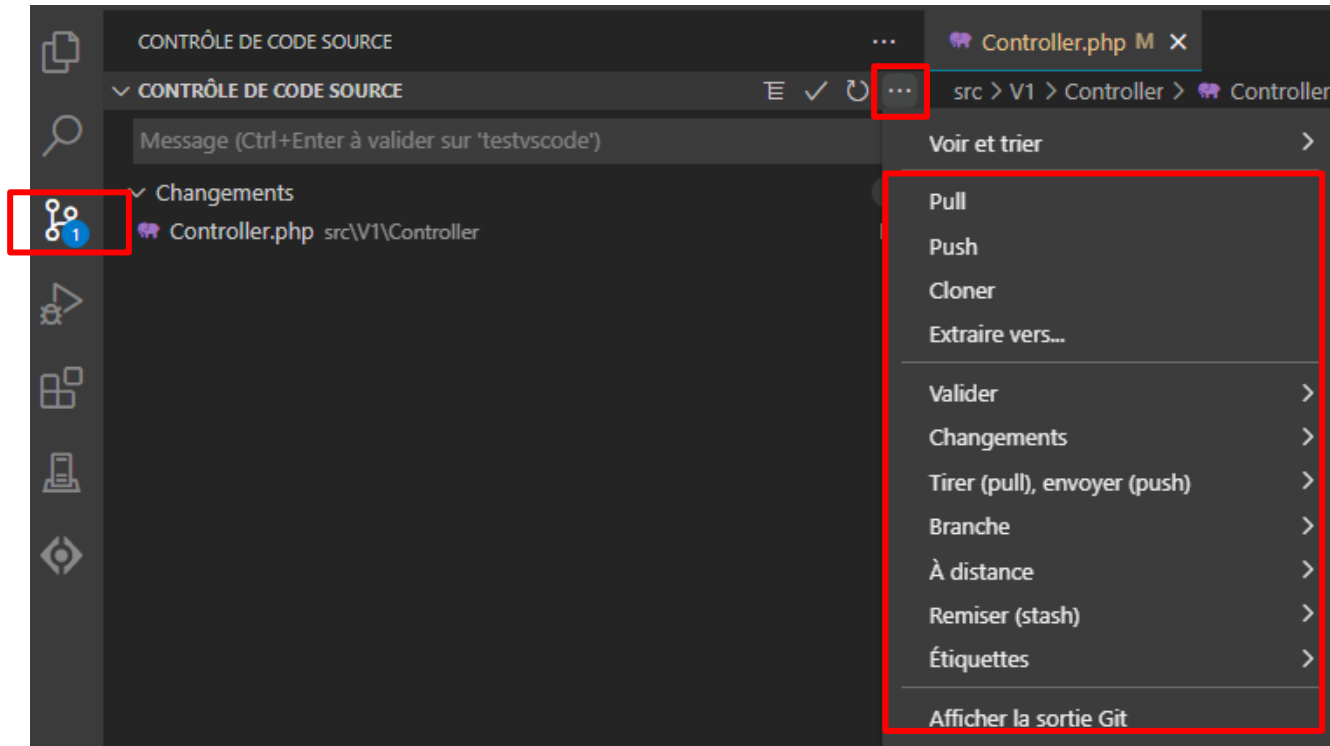 CONTRÔLE DE CODE SOURCE ··· Controller.php M ×
CONTRÔLE DE CODE SOURCE ··· src > V1 > Controller > Controller
Message (Ctrl+Enter à valider sur 'testvscode')
Changements
Controller.php src\V1\Controller
1
Voir et trier
Pull
Push
Cloner
Extraire vers...
Valider
Changements
Tirer (pull), envoyer (push)
Branche
À distance
Remiser (stash)
Étiquettes
Afficher la sortie Git